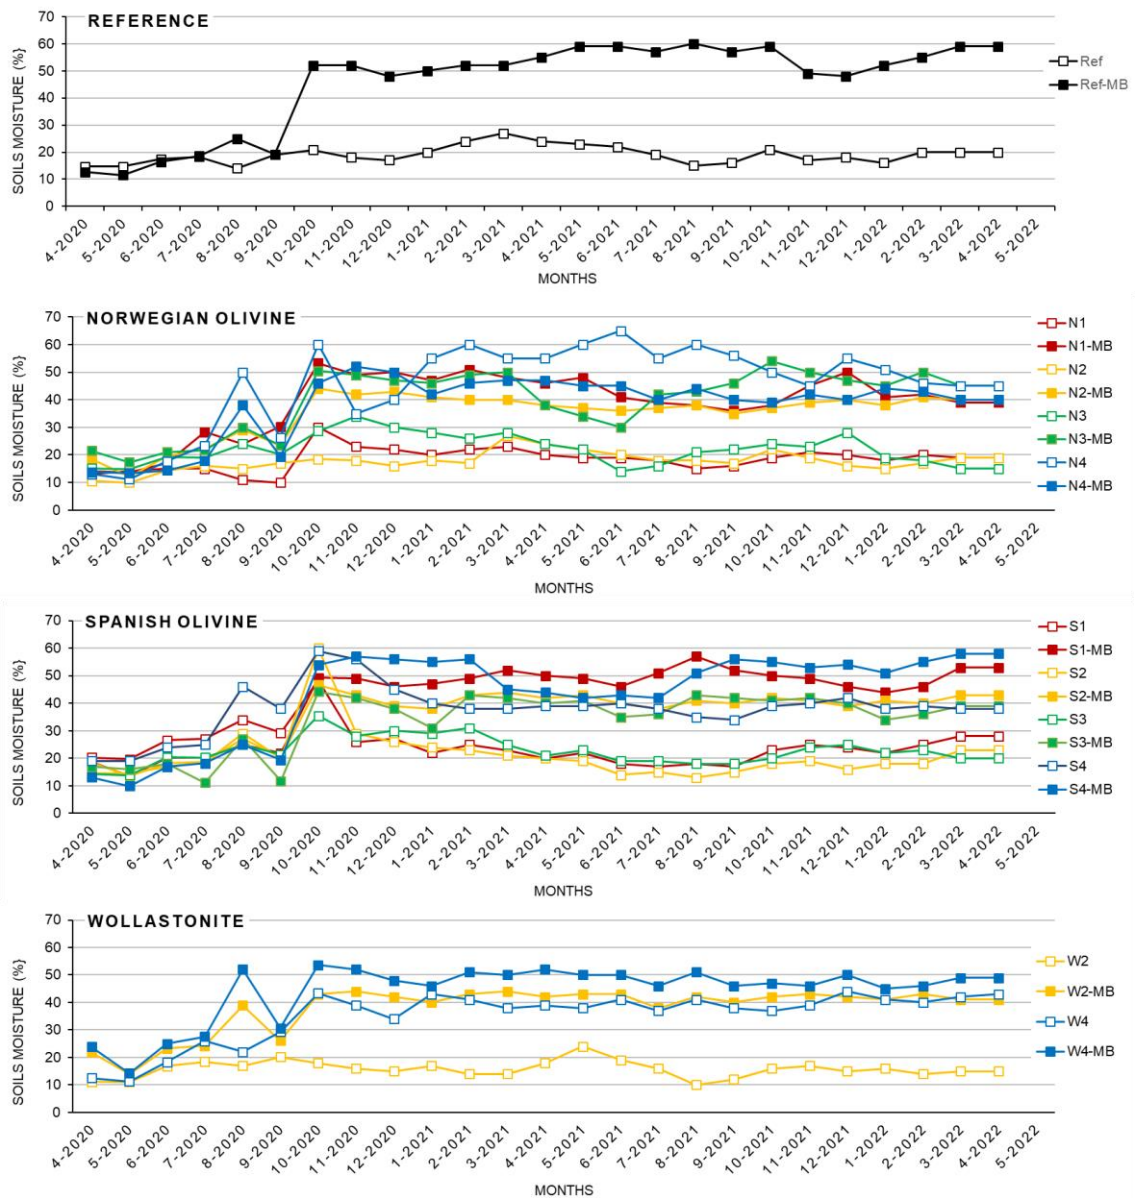 REFERENCE
SOILS MOISTURE (%}
70
60
50
40
30
20
10
0
Ref
Ref-MB
4-2020 5-2020 6-2020 7-2020 8-2020 9-2020 10-2020 11-2020 12-2020 1-2021 2-2021 3-2021 4-2021 5-2021 6-2021 7-2021 8-2021 9-2021 10-2021 11-2021 12-2021 1-2022 2-2022 3-2022 4-2022 5-2022
MONTHS
NORWEGIAN OLIVINE
SOILS MOISTURE (%)
70
60
50
40
30
20
10
0
N1
N1-MB
N2
N2-MB
N3
N3-MB
N4
N4-MB
4-2020 5-2020 6-2020 7-2020 8-2020 9-2020 10-2020 11-2020 12-2020 1-2021 2-2021 3-2021 4-2021 5-2021 6-2021 7-2021 8-2021 9-2021 10-2021 11-2021 12-2021 1-2022 2-2022 3-2022 4-2022 5-2022
MONTHS
SPANISH OLIVINE
SOILS MOISTURE (%)
70
60
50
40
30
20
10
0
S1
S1-MB
S2
S2-MB
S3
S3-MB
S4
S4-MB
4-2020 5-2020 6-2020 7-2020 8-2020 9-2020 10-2020 11-2020 12-2020 1-2021 2-2021 3-2021 4-2021 5-2021 6-2021 7-2021 8-2021 9-2021 10-2021 11-2021 12-2021 1-2022 2-2022 3-2022 4-2022 5-2022
MONTHS
WOLLASTONITE
SOILS MOISTURE (%)
70
60
50
40
30
20
10
0
W2
W2-MB
W4
W4-MB
4-2020 5-2020 6-2020 7-2020 8-2020 9-2020 10-2020 11-2020 12-2020 1-2021 2-2021 3-2021 4-2021 5-2021 6-2021 7-2021 8-2021 9-2021 10-2021 11-2021 12-2021 1-2022 2-2022 3-2022 4-2022 5-2022
MONTHS